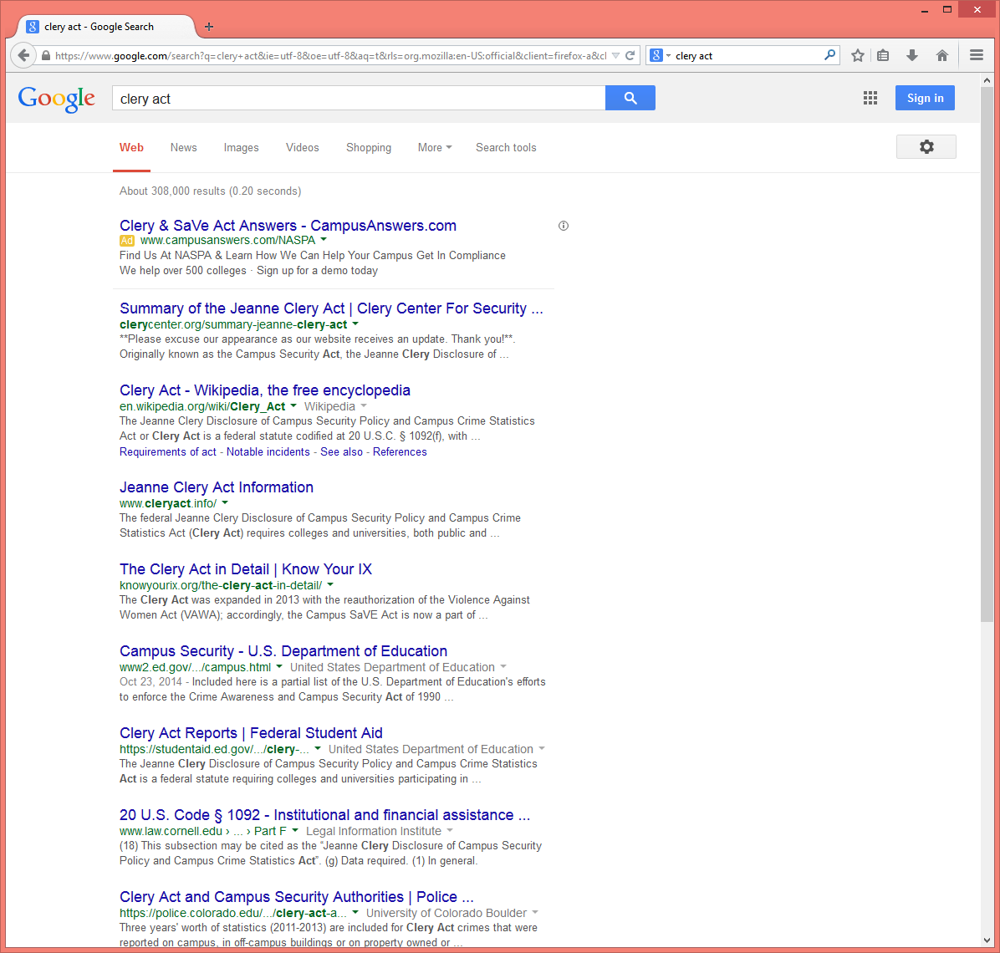 clery act - Google Search
https://www.google.com/search?q=clery+act&ie=utf-8&oe=utf-8&aq=t&rls=org.mozilla:en-US:official&client=firefox-a&cl
clery act
Google
clery act
Sign in
Web News Images Videos Shopping More Search tools
About 308,000 results (0.20 seconds)
Clery & SaVe Act Answers - CampusAnswers.com
Ad www.campusanswers.com/NASPA
Find Us At NASPA & Learn How We Can Help Your Campus Get In Compliance
We help over 500 colleges · Sign up for a demo today
Summary of the Jeanne Clery Act | Clery Center For Security ...
clerycenter.org/summary-jeanne-clery-act
**Please excuse our appearance as our website receives an update. Thank you!**.
Originally known as the Campus Security Act, the Jeanne Clery Disclosure of ...
Clery Act - Wikipedia, the free encyclopedia
en.wikipedia.org/wiki/Clery_Act Wikipedia
The Jeanne Clery Disclosure of Campus Security Policy and Campus Crime Statistics
Act or Clery Act is a federal statute codified at 20 U.S.C. § 1092(f), with ...
Requirements of act - Notable incidents - See also - References
Jeanne Clery Act Information
www.cleryact.info/
The federal Jeanne Clery Disclosure of Campus Security Policy and Campus Crime
Statistics Act (Clery Act) requires colleges and universities, both public and ...
The Clery Act in Detail | Know Your IX
knowyourix.org/the-clery-act-in-detail/
The Clery Act was expanded in 2013 with the reauthorization of the Violence Against
Women Act (VAWA); accordingly, the Campus SaVE Act is now a part of ...
Campus Security - U.S. Department of Education
www2.ed.gov/.../campus.html United States Department of Education
Oct 23, 2014 - Included here is a partial list of the U.S. Department of Education's efforts
to enforce the Crime Awareness and Campus Security Act of 1990 ...
Clery Act Reports | Federal Student Aid
https://studentaid.ed.gov/.../clery-... United States Department of Education
The Jeanne Clery Disclosure of Campus Security Policy and Campus Crime Statistics
Act is a federal statute requiring colleges and universities participating in ...
20 U.S. Code § 1092 - Institutional and financial assistance ...
www.law.cornell.edu › ... › Part F Legal Information Institute
(18) This subsection may be cited as the “Jeanne Clery Disclosure of Campus Security
Policy and Campus Crime Statistics Act”. (g) Data required. (1) In general.
Clery Act and Campus Security Authorities | Police ...
https://police.colorado.edu/.../clery-act-a... University of Colorado Boulder
Three years' worth of statistics (2011-2013) are included for Clery Act crimes that were
reported on campus, in off-campus buildings or on property owned or ...